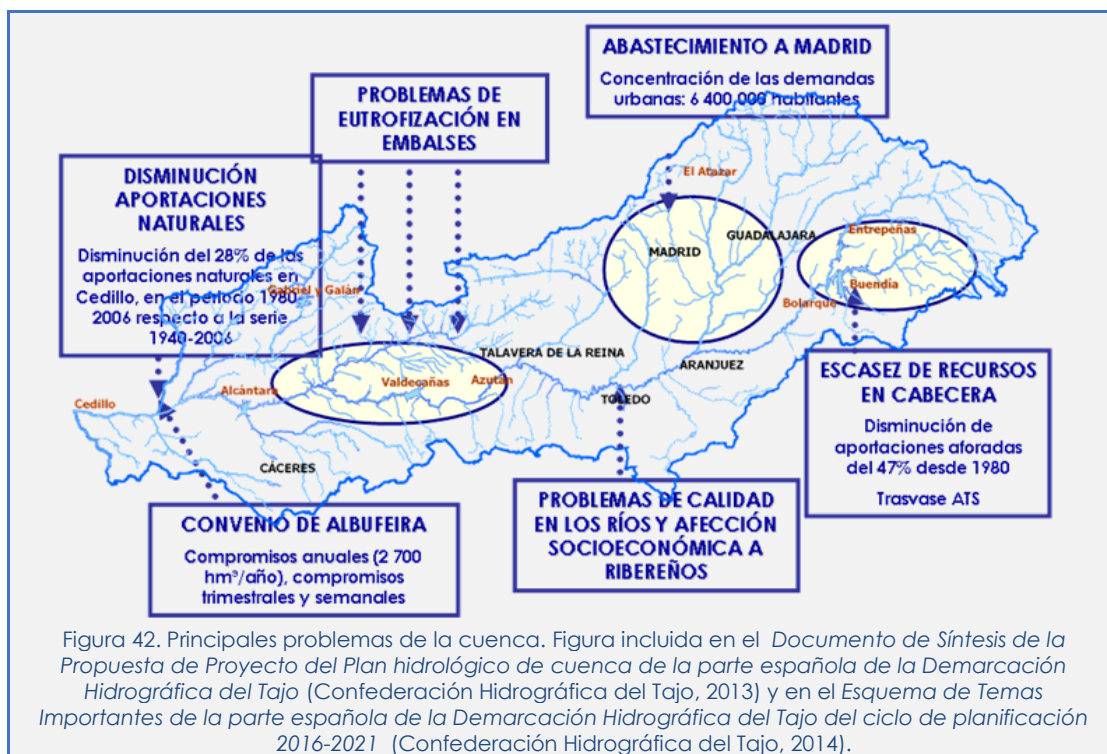 ABASTECIMIENTO A MADRID
Concentración de las demandas
urbanas: 6 400 000 habitantes
PROBLEMAS DE
EUTROFIZACIÓN EN
EMBALSES
DISMINUCIÓN
APORTACIONES
NATURALES
Disminución del 28% de las
aportaciones naturales en
Cedillo, en el período 1980-
2006 respecto a la serie
1940-2006
El Atazar
GUADALAJARA
MADRID
Entrepeñas
Buendía
Bolarque
Gabriel y Galán
TALAVERA DE LA REINA
ARANJUEZ
Alcántara
Valdecañas
Azután
TOLEDO
Cedillo
CÁCERES
ESCASEZ DE RECURSOS
EN CABECERA
Disminución de
aportaciones aforadas
del 47% desde 1980
Trasvase ATS
CONVENIO DE ALBUFEIRA
Compromisos anuales (2 700
hm³/año), compromisos
trimestrales y semanales
PROBLEMAS DE CALIDAD
EN LOS RÍOS Y AFECCIÓN
SOCIOECONÓMICA A
RIBEREÑOS
Figura 42. Principales problemas de la cuenca. Figura incluida en el Documento de Síntesis de la
Propuesta de Proyecto del Plan hidrológico de cuenca de la parte española de la Demarcación
Hidrográfica del Tajo (Confederación Hidrográfica del Tajo, 2013) y en el Esquema de Temas
Importantes de la parte española de la Demarcación Hidrográfica del Tajo del ciclo de planificación
2016-2021 (Confederación Hidrográfica del Tajo, 2014).